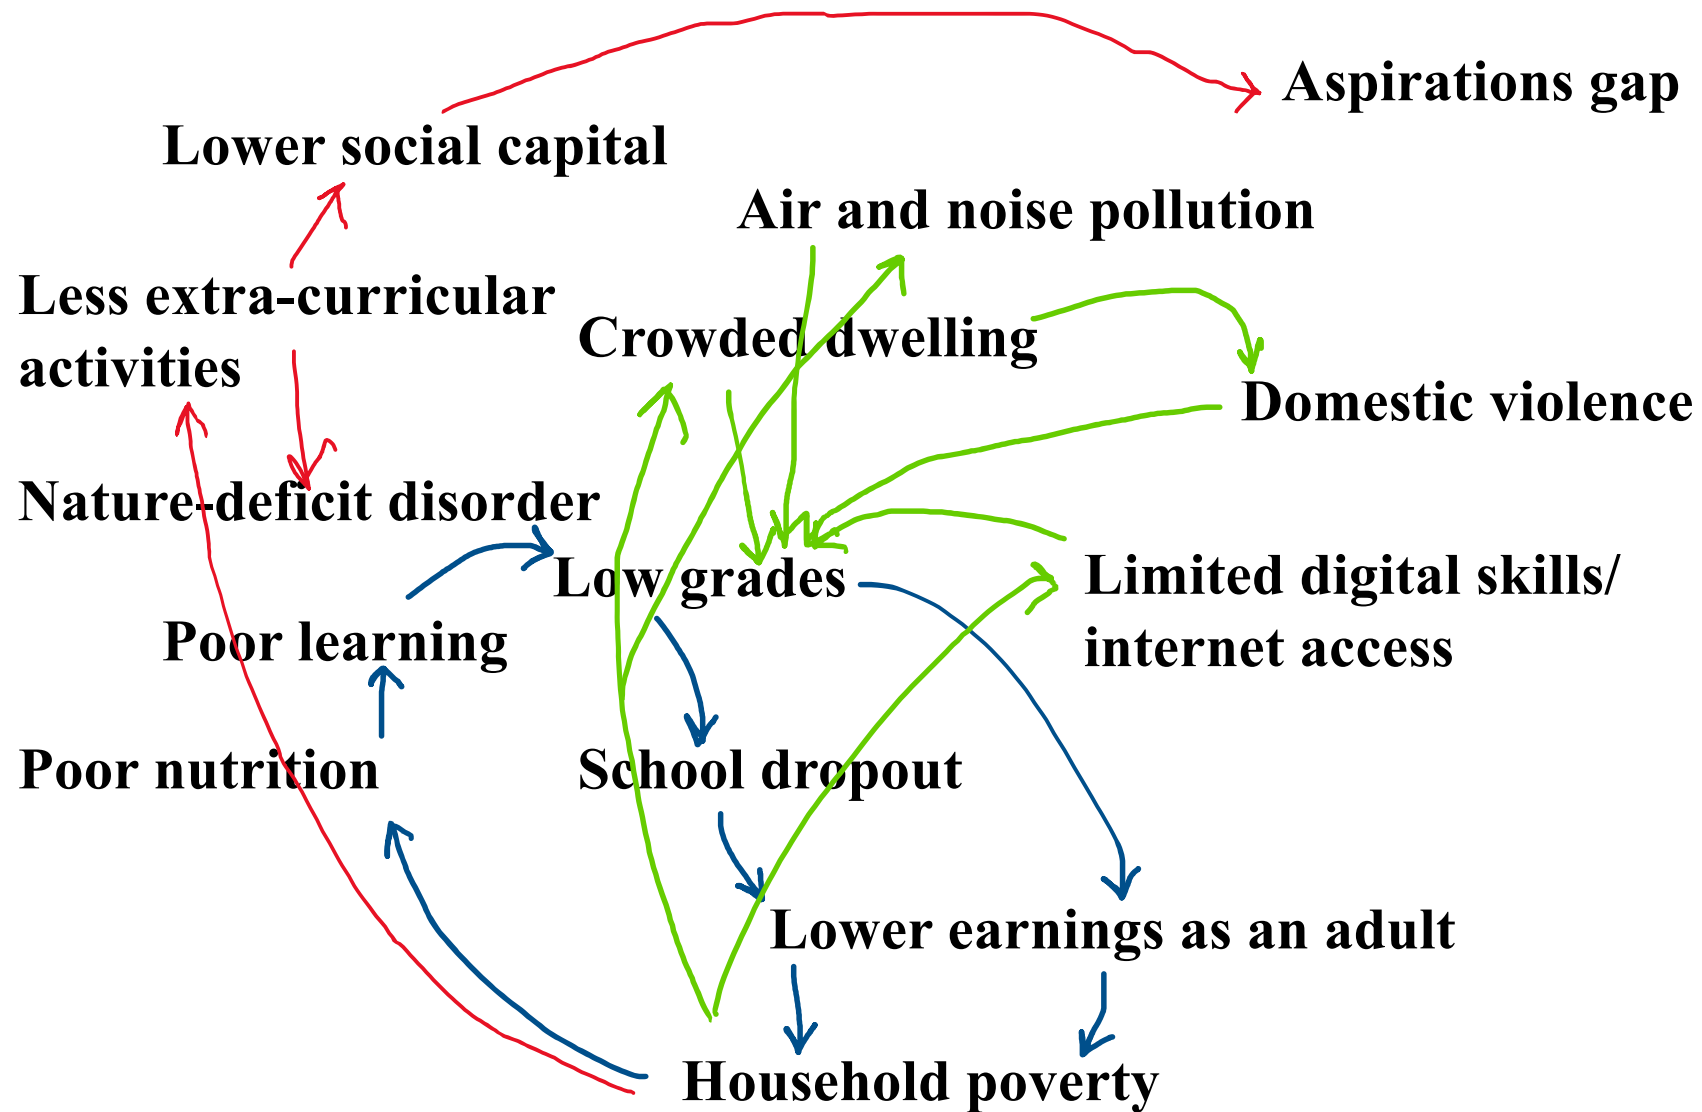 Aspirations gap
Lower social capital
Air and noise pollution
Less extra-curricular
activities
Crowded dwelling
Domestic violence
Nature-deficit disorder
Low grades
Limited digital skills/
internet access
Poor learning
Poor nutrition
School dropout
Lower earnings as an adult
Household poverty